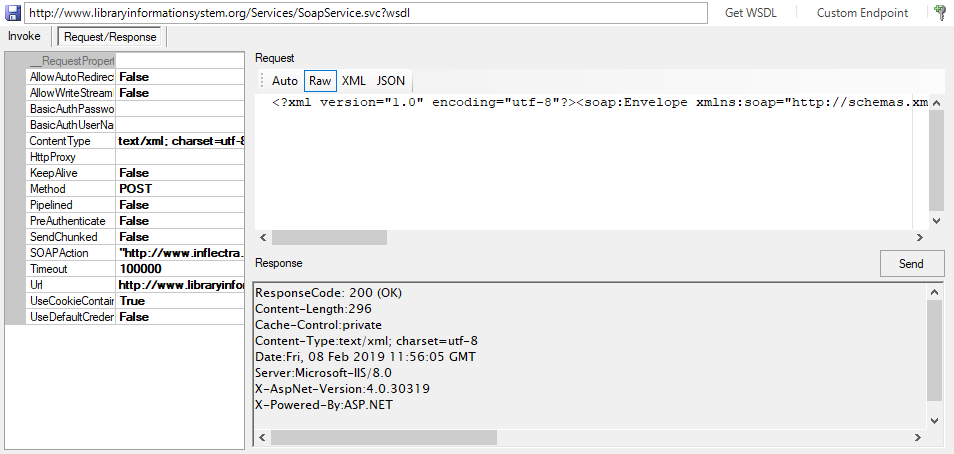 http://www.libraryinformationsystem.org/Services/SoapService.svc?wsdl Get WSDL Custom Endpoint
Invoke Request/Response
__RequestPropert
AllowAutoRedirec False
AllowWriteStream False
BasicAuthPasswo
BasicAuthUserNa
ContentType text/xml; charset=utf-8
HttpProxy
KeepAlive False
Method POST
Pipelined False
PreAuthenticate False
SendChunked False
SOAPAction "http://www.inflectra.
Timeout 100000
Url http://www.libraryinfor
UseCookieContain True
UseDefaultCreder False
Request
Auto Raw XML JSON
<?xml version="1.0" encoding="utf-8"?><soap:Envelope xmlns:soap="http://schemas.xm
Response
Send
ResponseCode: 200 (OK)
Content-Length:296
Cache-Control:private
Content-Type:text/xml; charset=utf-8
Date:Fri, 08 Feb 2019 11:56:05 GMT
Server:Microsoft-IIS/8.0
X-AspNet-Version:4.0.30319
X-Powered-By:ASP.NET